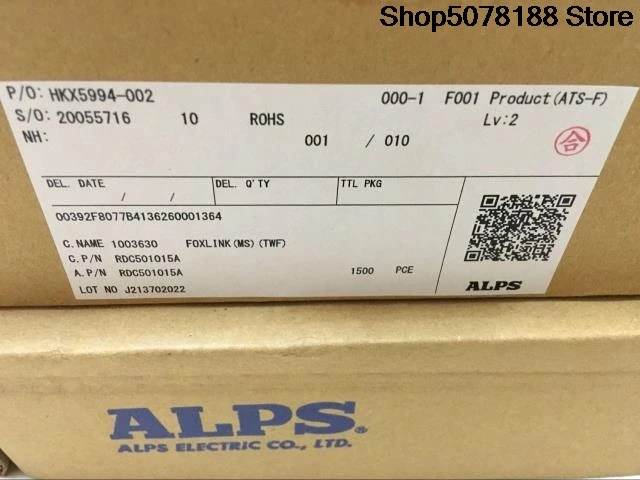 Shop5078188 Store
P/O: HKX5994-002 000-1 F001 Product(ATS-F)
S/O: 20055716 10 ROHS Lv:2
NH: 001 / 010
合
DEL. DATE DEL. Q'TY TTL PKG
/ /
00392F8077B4136260001364
C.NAME 1003630 FOXLINK(MS)(TWF)
C.P/N RDC501015A
A.P/N RDC501015A 1500 PCE
LOT NO J213702022 ALPS
ALPS®
ALPS ELECTRIC CO., LTD.